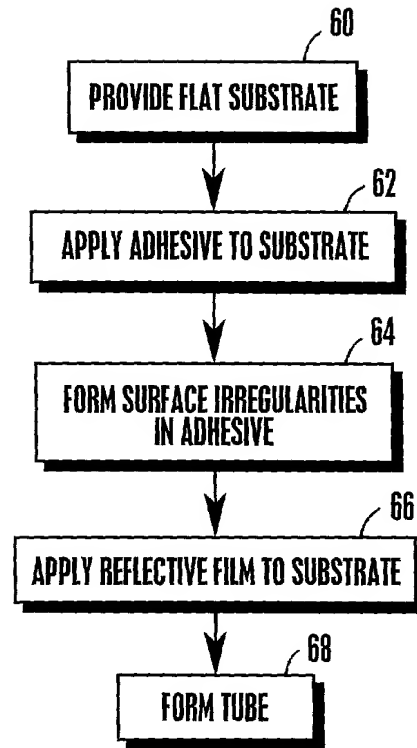 60
PROVIDE FLAT SUBSTRATE
62
APPLY ADHESIVE TO SUBSTRATE
64
FORM SURFACE IRREGULARITIES
IN ADHESIVE
66
APPLY REFLECTIVE FILM TO SUBSTRATE
68
FORM TUBE